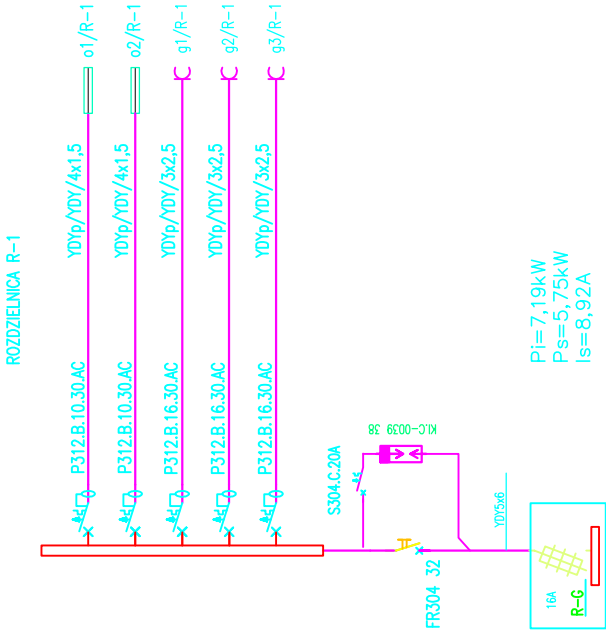 ROZDZIELNICA R-1
o1/R-1
o2/R-1
g1/R-1
g2/R-1
g3/R-1
YDYp/YDY/4x1,5
YDYp/YDY/4x1,5
YDYp/YDY/3x2,5
YDYp/YDY/3x2,5
YDYp/YDY/3x2,5
P312.B.10.30.AC
P312.B.10.30.AC
P312.B.16.30.AC
P312.B.16.30.AC
P312.B.16.30.AC
S304.C.20A
KI.C-0039 38
FR304 32
YDY5x6
16A
R-G
Pi=7,19kW
Ps=5,75kW
Is=8,92A